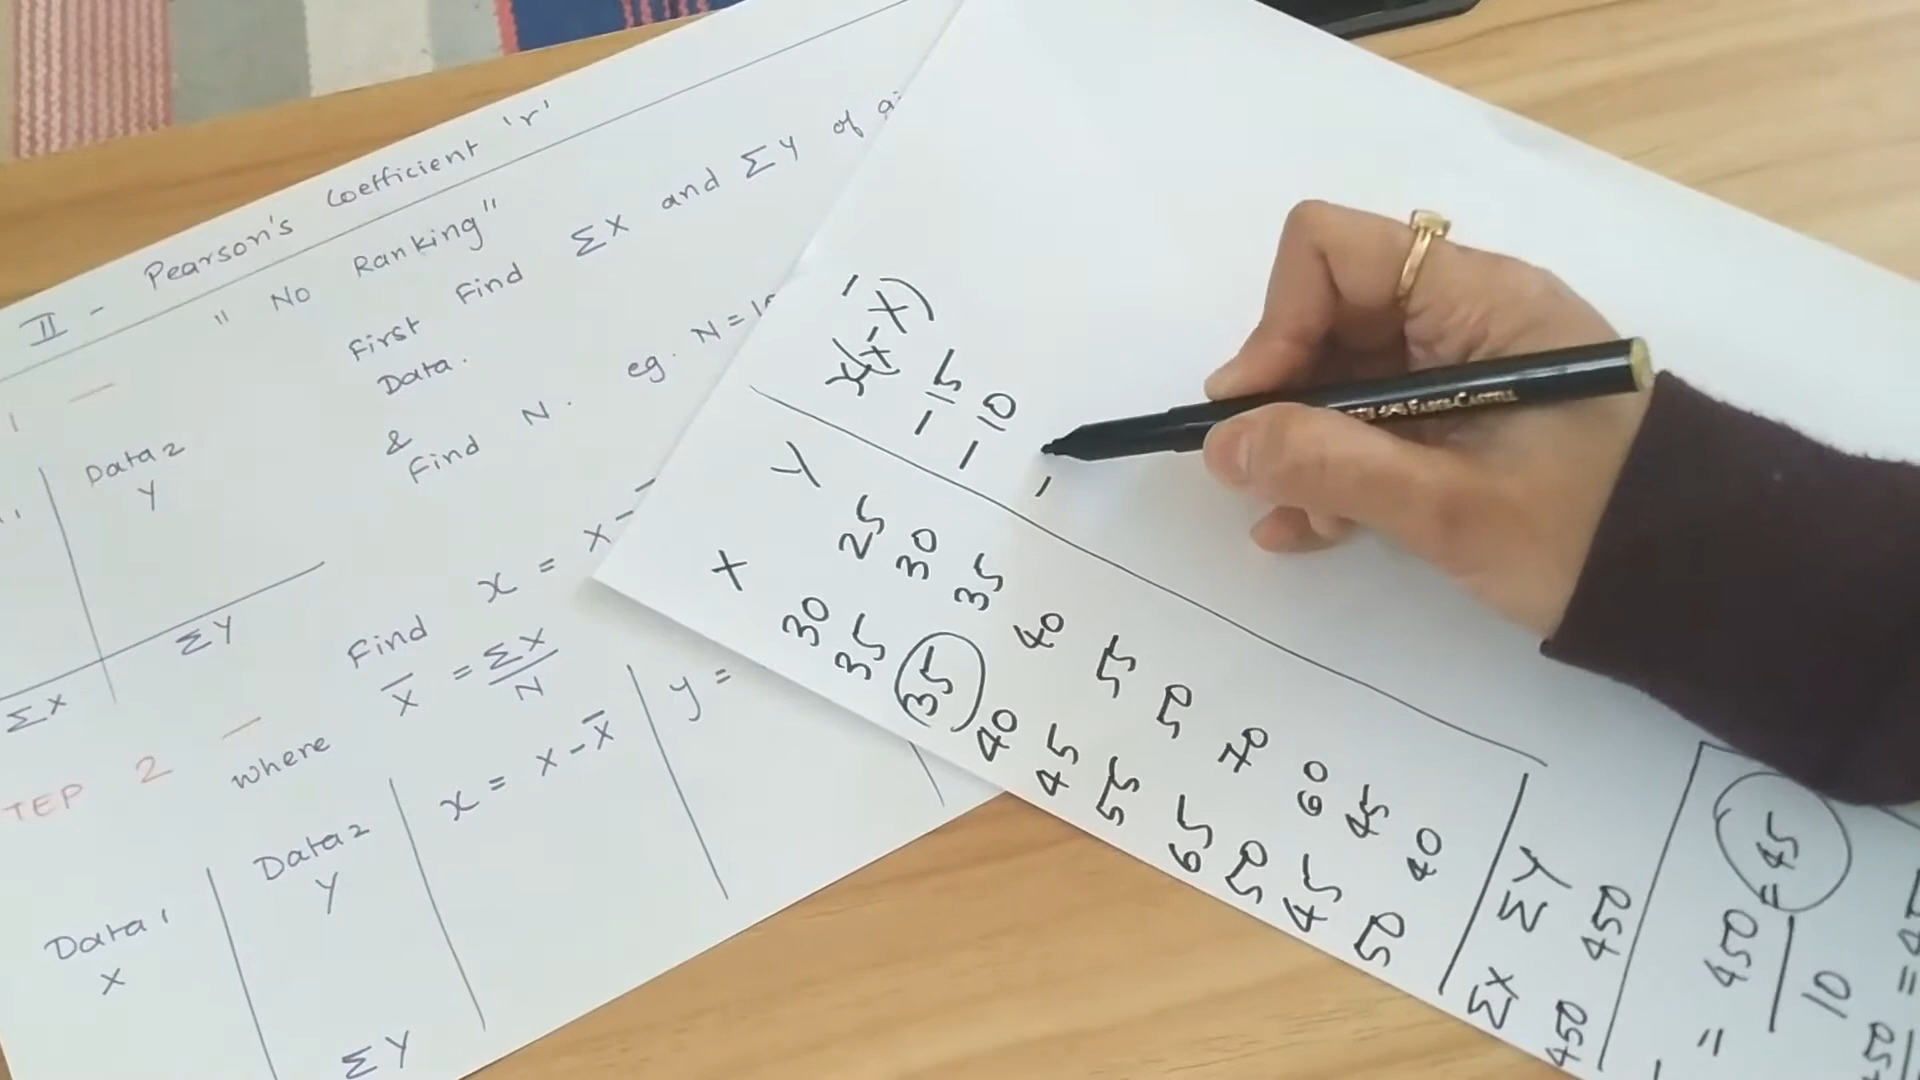 II - Pearson's Coefficient 'r'
" No Ranking"
First Find ΣX and ΣY of
Data.
&
Find N. eg. N =
1 —
Data 2
Y
ΣX ΣY
Find x = X -
X̄ = ΣX / N
TEP 2 —
where
Data 1 X
Data 2 Y
x = X - X̄
y =
ΣY
X Y x(X - X̄)
30 25 -15
35 30 -10
35 35 -
40 40
45 55
55 50
65 70
50 60
45 45
50 40
ΣX ΣY
450 450
= 450 / 10 = 45
FABER-CASTELL